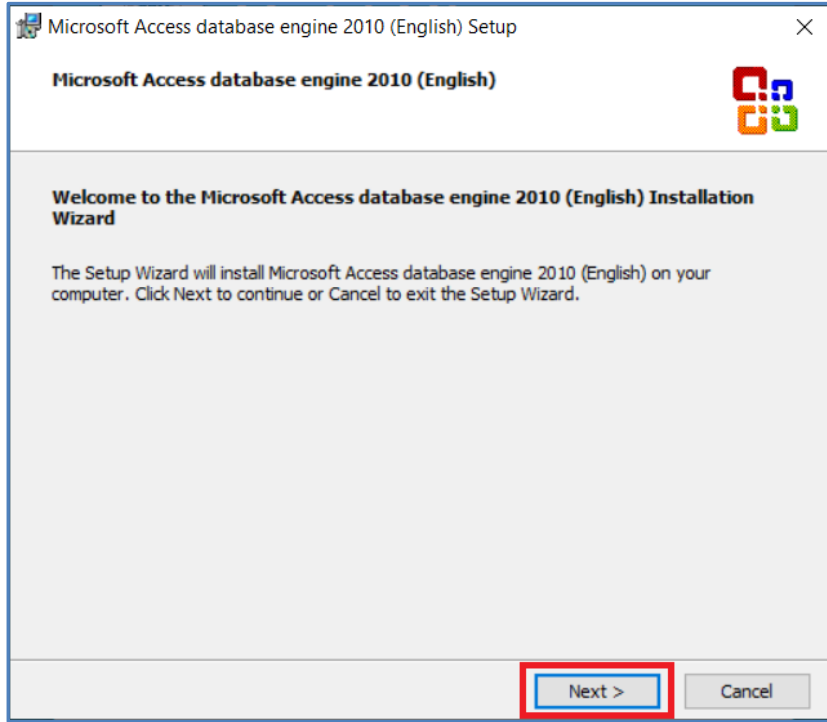 Microsoft Access database engine 2010 (English) Setup
Microsoft Access database engine 2010 (English)
Welcome to the Microsoft Access database engine 2010 (English) Installation
Wizard
The Setup Wizard will install Microsoft Access database engine 2010 (English) on your
computer. Click Next to continue or Cancel to exit the Setup Wizard.
Next >
Cancel